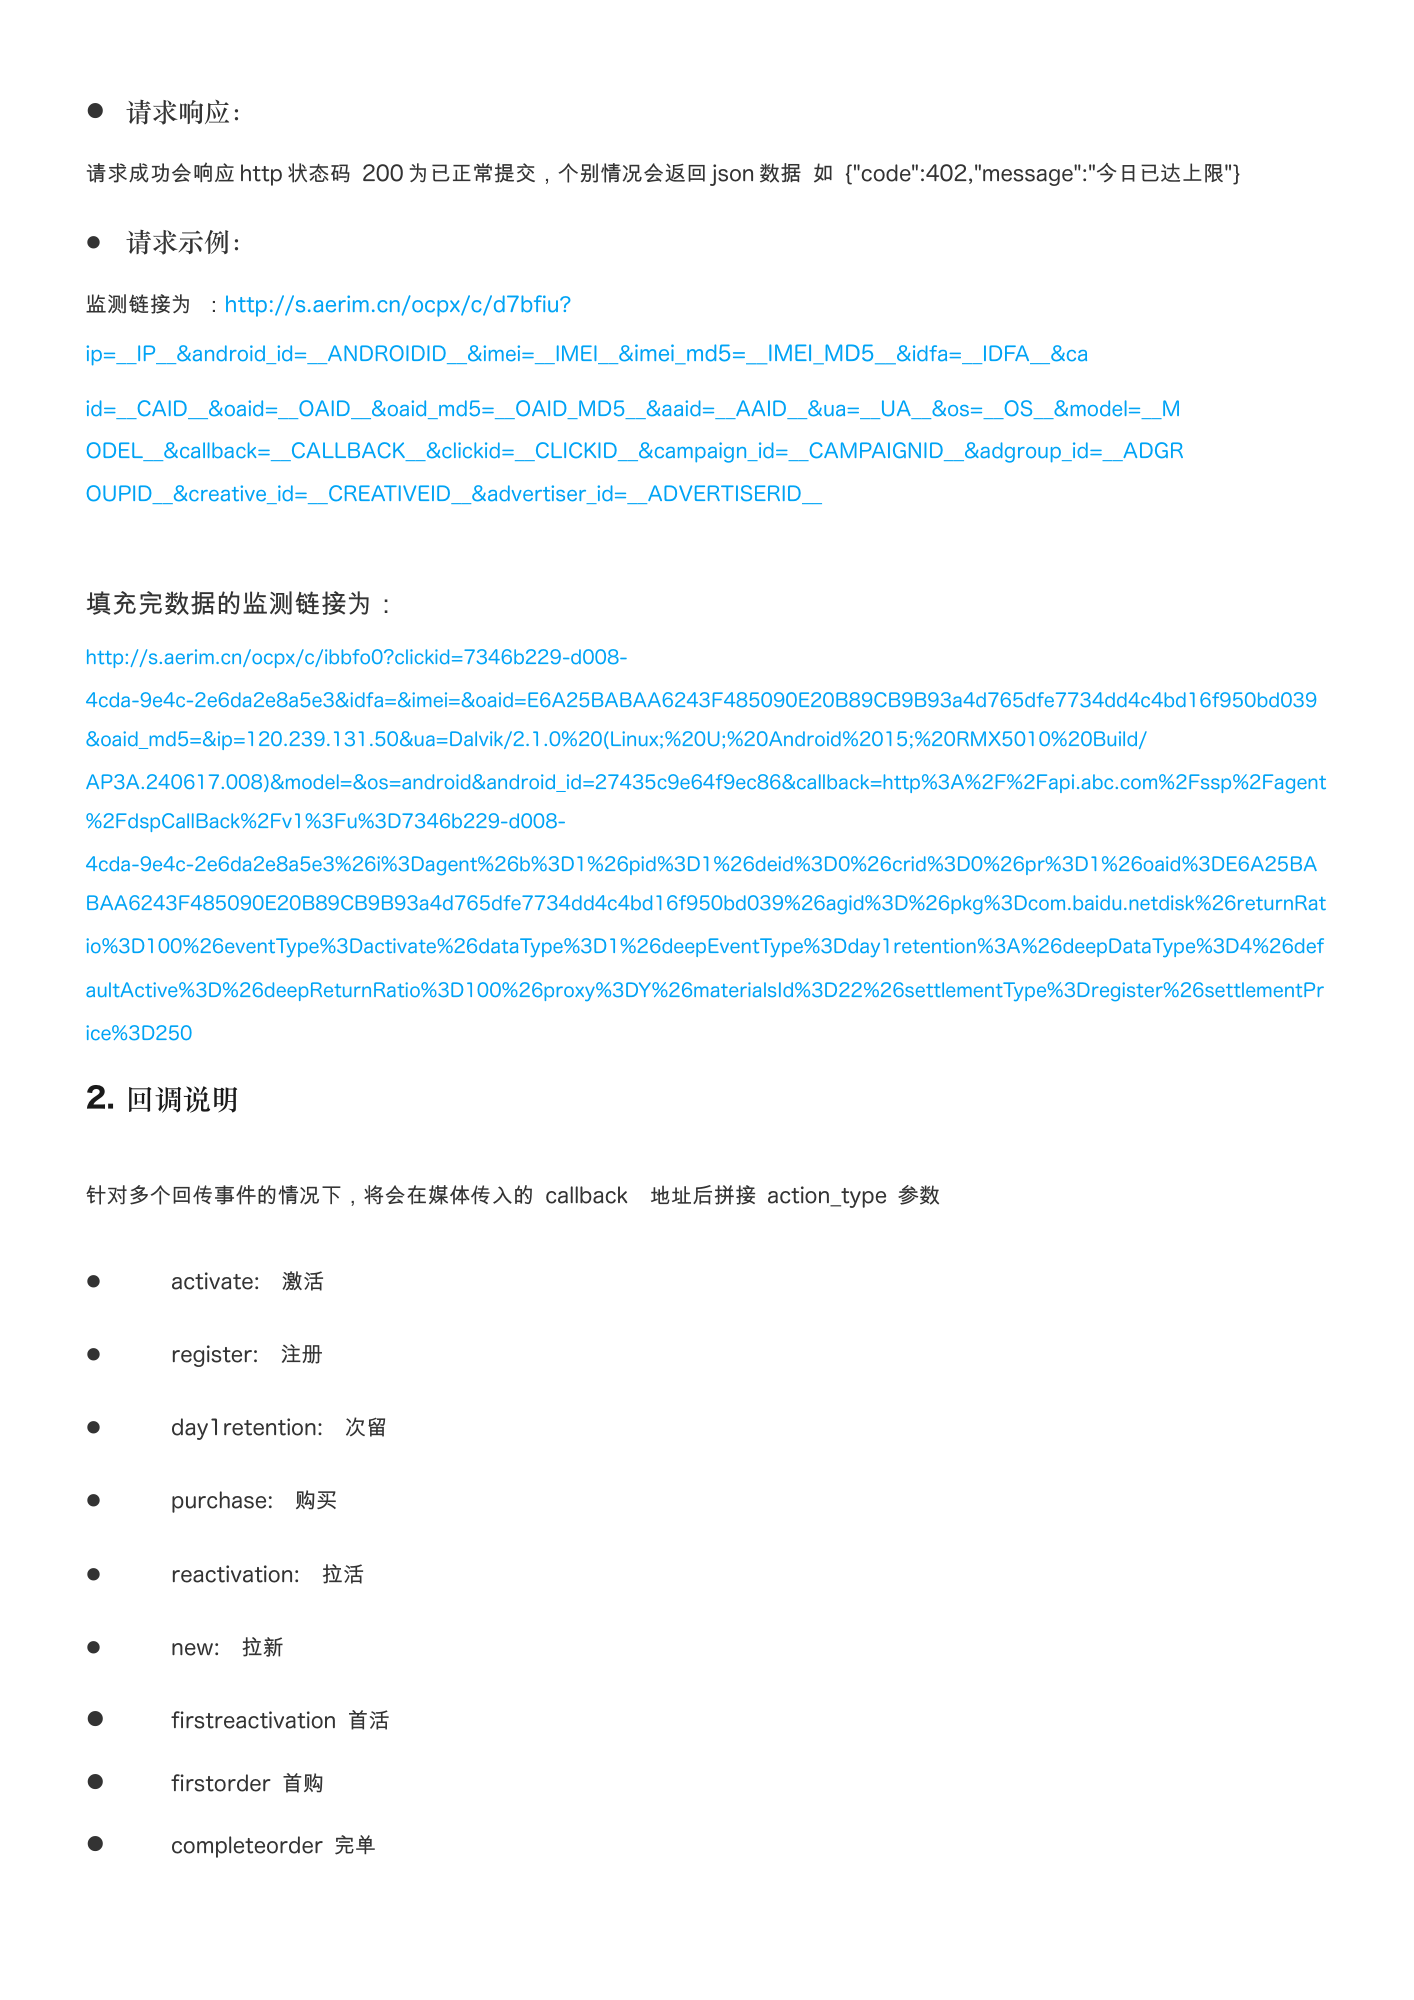 ● 请求响应：
请求成功会响应http状态码 200为已正常提交，个别情况会返回json数据 如 {"code":402,"message":"今日已达上限"}
● 请求示例：
监测链接为 ：http://s.aerim.cn/ocpx/c/d7bfiu?
ip=__IP__&android_id=__ANDROIDID__&imei=__IMEI__&imei_md5=__IMEI_MD5__&idfa=__IDFA__&ca
id=__CAID__&oaid=__OAID__&oaid_md5=__OAID_MD5__&aaid=__AAID__&ua=__UA__&os=__OS__&model=__M
ODEL__&callback=__CALLBACK__&clickid=__CLICKID__&campaign_id=__CAMPAIGNID__&adgroup_id=__ADGR
OUPID__&creative_id=__CREATIVEID__&advertiser_id=__ADVERTISERID__
填充完数据的监测链接为：
http://s.aerim.cn/ocpx/c/ibbfo0?clickid=7346b229-d008-
4cda-9e4c-2e6da2e8a5e3&idfa=&imei=&oaid=E6A25BABAA6243F485090E20B89CB9B93a4d765dfe7734dd4c4bd16f950bd039
&oaid_md5=&ip=120.239.131.50&ua=Dalvik/2.1.0%20(Linux;%20U;%20Android%2015;%20RMX5010%20Build/
AP3A.240617.008)&model=&os=android&android_id=27435c9e64f9ec86&callback=http%3A%2F%2Fapi.abc.com%2Fssp%2Fagent
%2FdspCallBack%2Fv1%3Fu%3D7346b229-d008-
4cda-9e4c-2e6da2e8a5e3%26i%3Dagent%26b%3D1%26pid%3D1%26deid%3D0%26crid%3D0%26pr%3D1%26oaid%3DE6A25BA
BAA6243F485090E20B89CB9B93a4d765dfe7734dd4c4bd16f950bd039%26agid%3D%26pkg%3Dcom.baidu.netdisk%26returnRat
io%3D100%26eventType%3Dactivate%26dataType%3D1%26deepEventType%3Dday1retention%3A%26deepDataType%3D4%26def
aultActive%3D%26deepReturnRatio%3D100%26proxy%3DY%26materialsId%3D22%26settlementType%3Dregister%26settlementPr
ice%3D250
2. 回调说明
针对多个回传事件的情况下，将会在媒体传入的 callback 地址后拼接 action_type 参数
● activate: 激活
● register: 注册
● day1retention: 次留
● purchase: 购买
● reactivation: 拉活
● new: 拉新
● firstreactivation 首活
● firstorder 首购
● completeorder 完单